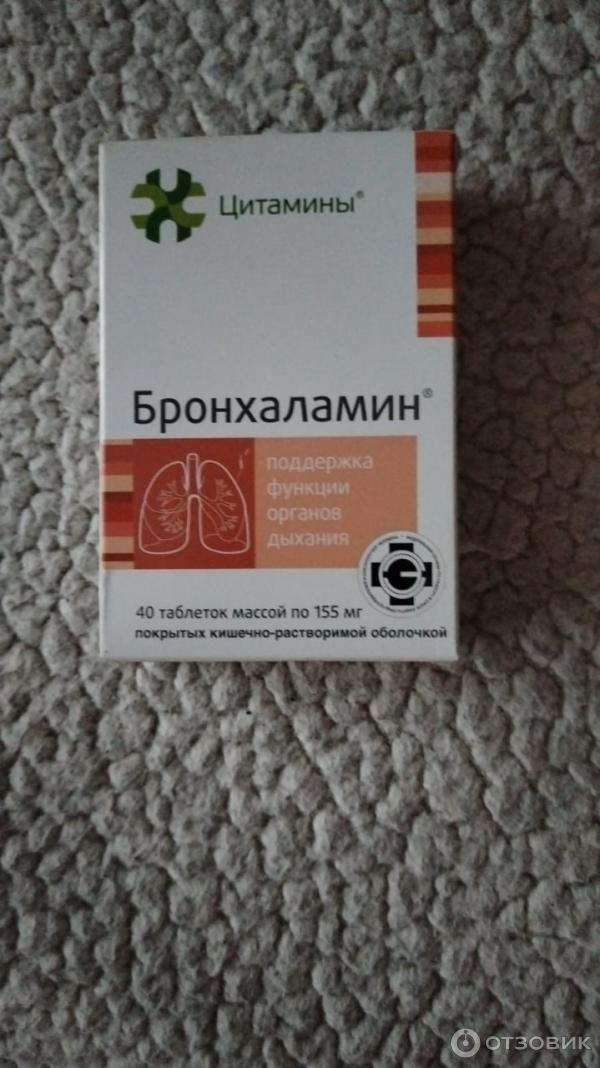 Цитамины®
Бронхаламин®
поддержка
функции
органов
дыхания
40 таблеток массой по 155 мг
покрытых кишечно-растворимой оболочкой
ОТЗОВИК